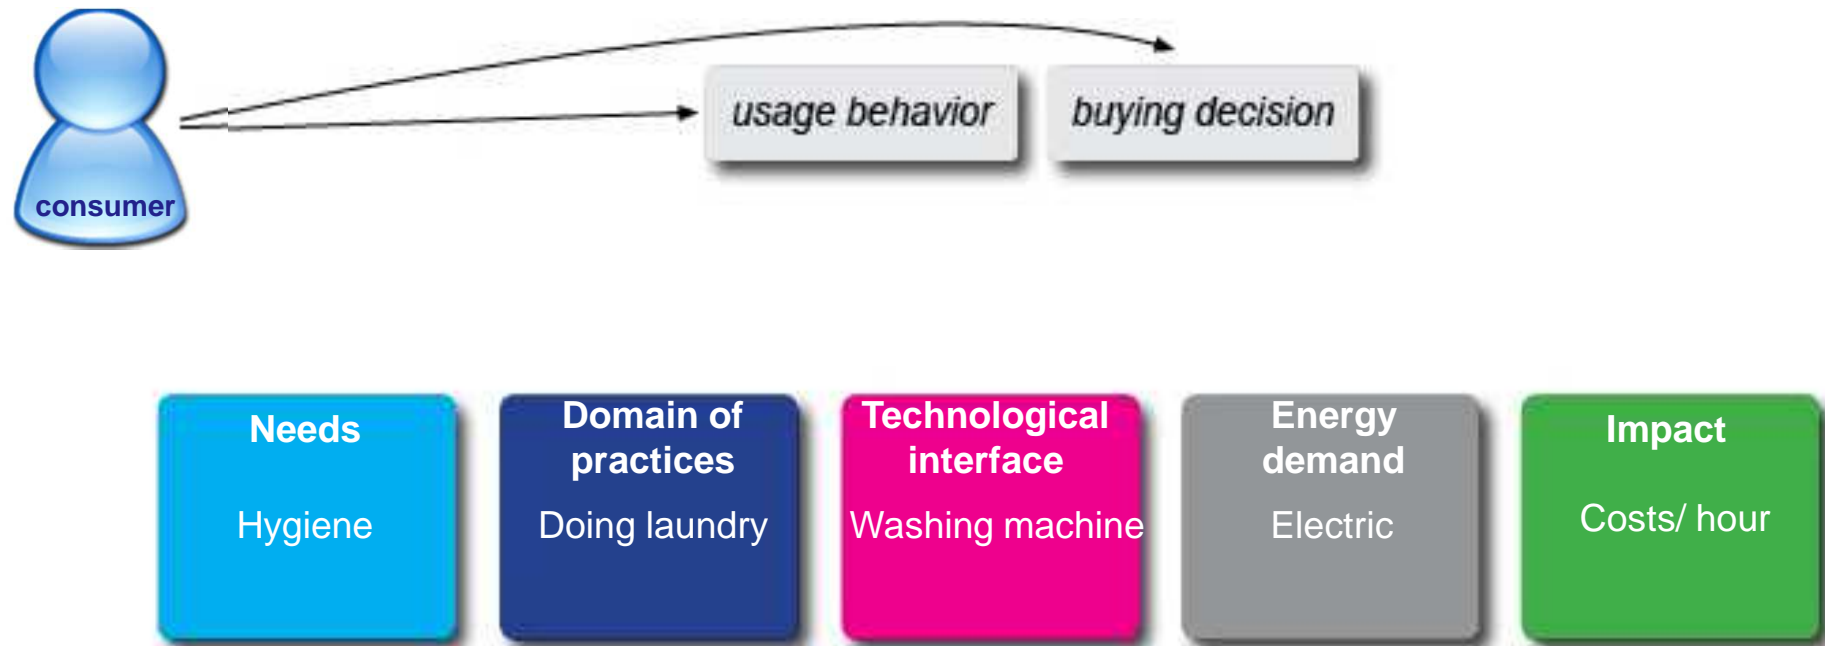 consumer
usage behavior
buying decision
Needs
Hygiene
Domain of
practices
Doing laundry
Technological
interface
Washing machine
Energy
demand
Electric
Impact
Costs/ hour